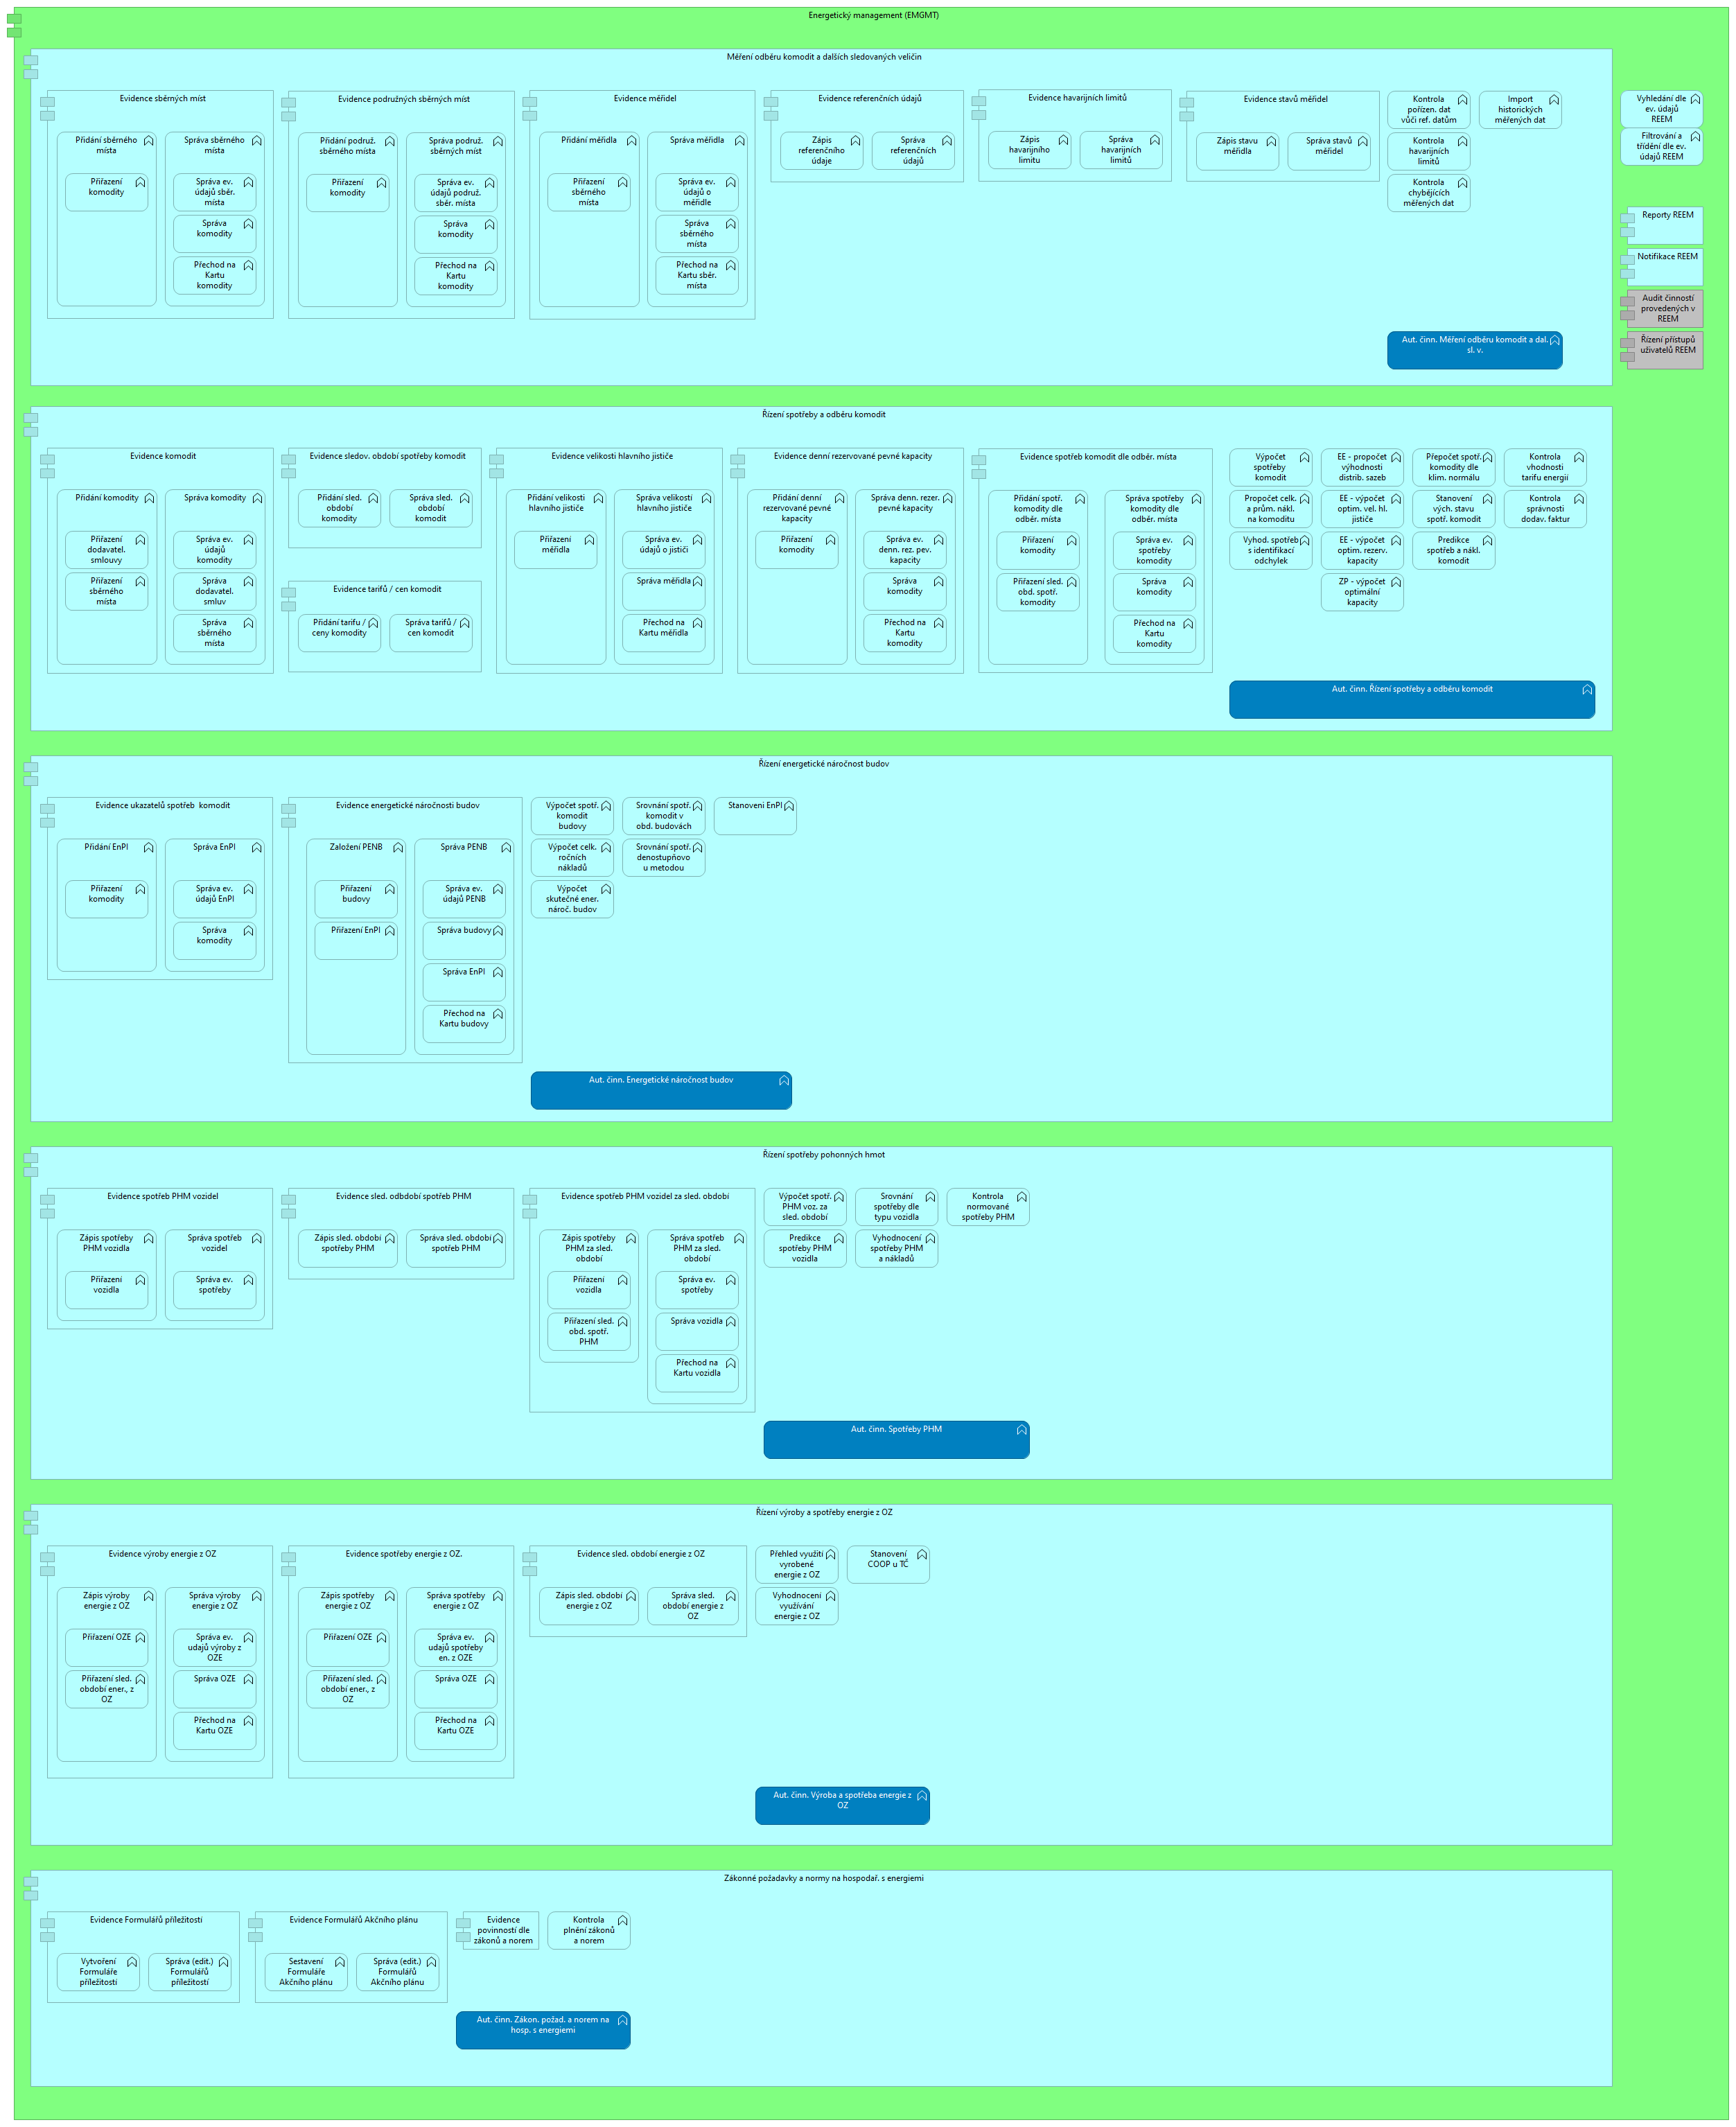 Energetický management (EMGMT)
Měření odběru komodit a dalších sledovaných veličin
Evidence sběrných míst
Přidání sběrného
místa
Přiřazení
komodity
Správa sběrného
místa
Správa ev.
údajů sběr.
místa
Správa
komodity
Přechod na
Kartu
komodity
Evidence podružných sběrných míst
Přidání podruž.
sběrného místa
Přiřazení
komodity
Správa podruž.
sběrných míst
Správa ev.
údajů podruž.
sběr. místa
Správa
komodity
Přechod na
Kartu
komodity
Evidence měřidel
Přidání měřidla
Přiřazení
sběrného
místa
Správa měřidla
Správa ev.
údajů o
měřidle
Správa
sběrného
místa
Přechod na
Kartu sběr.
místa
Evidence referenčních údajů
Zápis
referenčního
údaje
Správa
referenčních
údajů
Evidence havarijních limitů
Zápis
havarijního
limitu
Správa
havarijních
limitů
Evidence stavů měřidel
Zápis stavu
měřidla
Správa stavů
měřidel
Kontrola
pořízen. dat
vůči ref. datům
Import
historických
měřených dat
Kontrola
havarijních
limitů
Kontrola
chybějících
měřených dat
Aut. činn. Měření odběru komodit a dal.
sl. v.
Vyhledání dle
ev. údajů
REEM
Filtrování a
třídění dle ev.
údajů REEM
Reporty REEM
Notifikace REEM
Audit činností
provedených v
REEM
Řízení přístupů
uživatelů REEM
Řízení spotřeby a odběru komodit
Evidence komodit
Přidání komodity
Přiřazení
dodavatel.
smlouvy
Přiřazení
sběrného
místa
Správa komodity
Správa ev.
údajů
komodity
Správa
dodavatel.
smluv
Správa
sběrného
místa
Evidence sledov. období spotřeby komodit
Přidání sled.
období
komodity
Správa sled.
období
komodit
Evidence tarifů / cen komodit
Přidání tarifu /
ceny komodity
Správa tarifů /
cen komodit
Evidence velikosti hlavního jističe
Přidání velikosti
hlavního jističe
Přiřazení
měřidla
Správa velikosti
hlavního jističe
Správa ev.
údajů o jističi
Správa měřidla
Přechod na
Kartu měřidla
Evidence denní rezervované pevné kapacity
Přidání denní
rezervované pevné
kapacity
Přiřazení
komodity
Správa denn. rezer.
pevné kapacity
Správa ev.
denn. rez. pev.
kapacity
Správa
komodity
Přechod na
Kartu
komodity
Evidence spotřeb komodit dle odběr. místa
Přidání spotř.
komodity dle
odběr. místa
Přiřazení
komodity
Přiřazení sled.
obd. spotř.
komodity
Správa spotřeby
komodity dle
odběr. místa
Správa ev.
spotřeby
komodity
Správa
komodity
Přechod na
Kartu
komodity
Výpočet
spotřeby
komodit
EE - propočet
výhodnosti
distrib. sazeb
Přepočet spotř.
komodity dle
klim. normálu
Kontrola
vhodnosti
tarifu energií
Propočet celk.
a prům. nákl.
na komoditu
EE - výpočet
optim. vel. hl.
jističe
Stanovení
vých. stavu
spotř. komodit
Kontrola
správnosti
dodav. faktur
Vyhod. spotřeb
s identifikací
odchylek
EE - výpočet
optim. rezerv.
kapacity
Predikce
spotřeb a nákl.
komodit
ZP - výpočet
optimální
kapacity
Aut. činn. Řízení spotřeby a odběru komodit
Řízení energetické náročnost budov
Evidence ukazatelů spotřeb  komodit
Přidání EnPI
Přiřazení
komodity
Správa EnPI
Správa ev.
údajů EnPI
Správa
komodity
Evidence energetické náročnosti budov
Založení PENB
Přiřazení
budovy
Přiřazení EnPI
Správa PENB
Správa ev.
údajů PENB
Správa budovy
Správa EnPI
Přechod na
Kartu budovy
Výpočet spotř.
komodit
budovy
Srovnání spotř.
komodit v
obd. budovách
Stanoveni EnPI
Výpočet celk.
ročních
nákladů
Srovnání spotř.
denostupňovo
u metodou
Výpočet
skutečné ener.
nároč. budov
Aut. činn. Energetické náročnost budov
Řízení spotřeby pohonných hmot
Evidence spotřeb PHM vozidel
Zápis spotřeby
PHM vozidla
Přiřazení
vozidla
Správa spotřeb
vozidel
Správa ev.
spotřeby
Evidence sled. odbdobí spotřeb PHM
Zápis sled. období
spotřeby PHM
Správa sled. období
spotřeb PHM
Evidence spotřeb PHM vozidel za sled. období
Zápis spotřeby
PHM za sled.
období
Přiřazení
vozidla
Přiřazení sled.
obd. spotř.
PHM
Správa spotřeb
PHM za sled.
období
Správa ev.
spotřeby
Správa vozidla
Přechod na
Kartu vozidla
Výpočet spotř.
PHM voz. za
sled. období
Srovnání
spotřeby dle
typu vozidla
Kontrola
normované
spotřeby PHM
Predikce
spotřeby PHM
vozidla
Vyhodnocení
spotřeby PHM
a nákladů
Aut. činn. Spotřeby PHM
Řízení výroby a spotřeby energie z OZ
Evidence výroby energie z OZ
Zápis výroby
energie z OZ
Přiřazení OZE
Přiřazení sled.
období ener., z
OZ
Správa výroby
energie z OZ
Správa ev.
udajů výroby z
OZE
Správa OZE
Přechod na
Kartu OZE
Evidence spotřeby energie z OZ.
Zápis spotřeby
energie z OZ
Přiřazení OZE
Přiřazení sled.
období ener., z
OZ
Správa spotřeby
energie z OZ
Správa ev.
udajů spotřeby
en. z OZE
Správa OZE
Přechod na
Kartu OZE
Evidence sled. období energie z OZ
Zápis sled. období
energie z OZ
Správa sled.
období energie z
OZ
Přehled využití
vyrobené
energie z OZ
Stanovení
COOP u TČ
Vyhodnocení
využívání
energie z OZ
Aut. činn. Výroba a spotřeba energie z
OZ
Zákonné požadavky a normy na hospodař. s energiemi
Evidence Formulářů příležitostí
Vytvoření
Formuláře
příležitosti
Správa (edit.)
Formulářů
příležitostí
Evidence Formulářů Akčního plánu
Sestavení
Formuláře
Akčního plánu
Správa (edit.)
Formulářů
Akčního plánu
Evidence
povinností dle
zákonů a norem
Kontrola
plnění zákonů
a norem
Aut. činn. Zákon. požad. a norem na
hosp. s energiemi